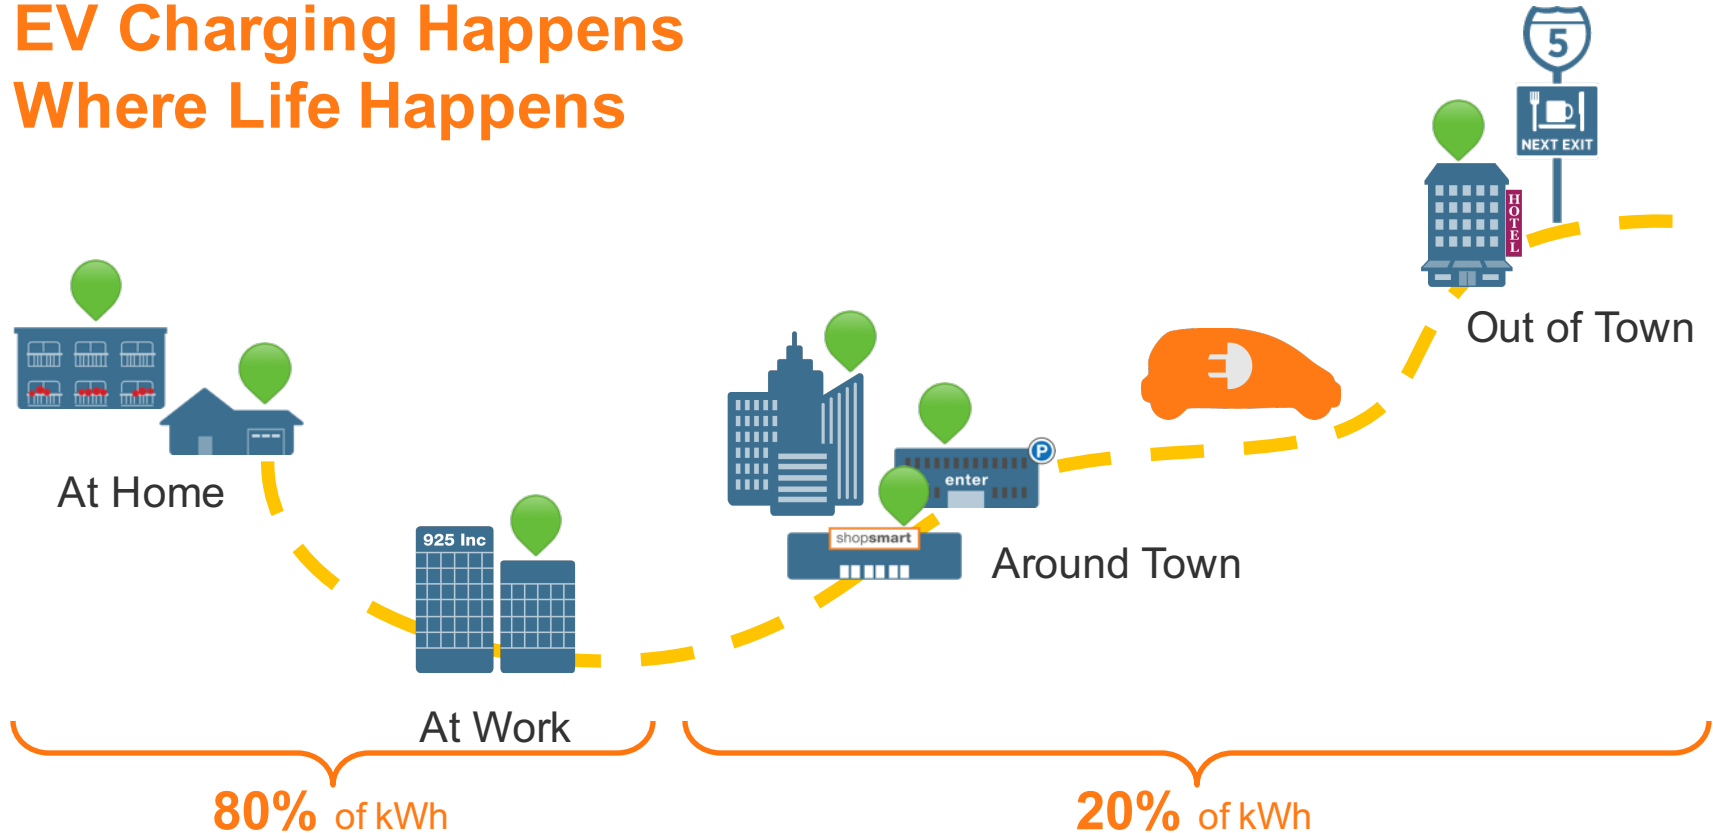 EV Charging Happens
Where Life Happens
5
NEXT EXIT
HOTEL
Out of Town
At Home
P
enter
925 Inc
shopsmart
Around Town
At Work
80% of kWh
20% of kWh